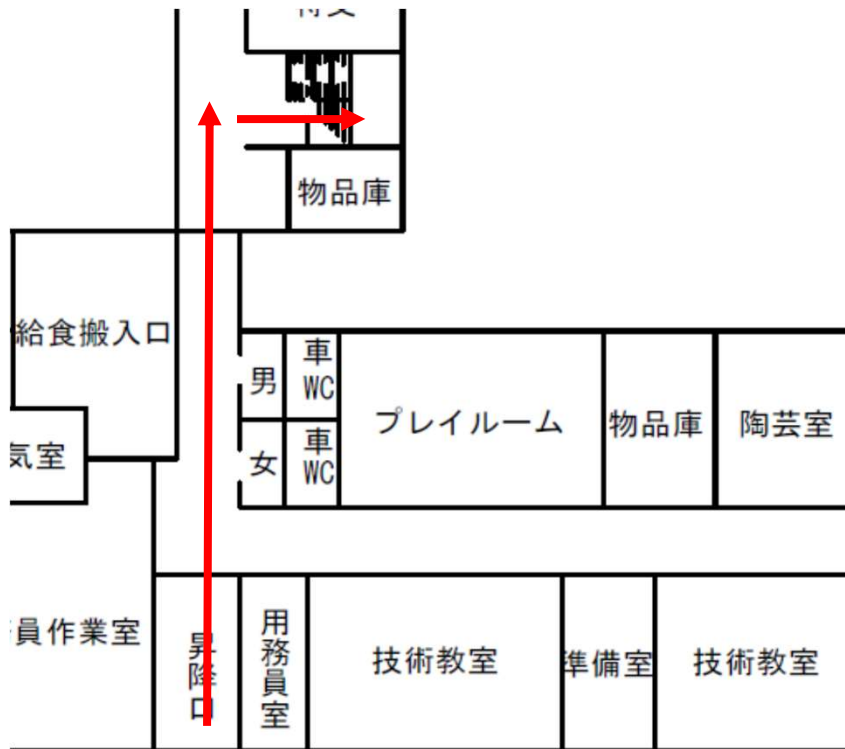 物品庫
給食搬入口
男
車
WC
女
車
WC
プレイルーム
物品庫
陶芸室
気室
員作業室
昇降口
用務員室
技術教室
準備室
技術教室